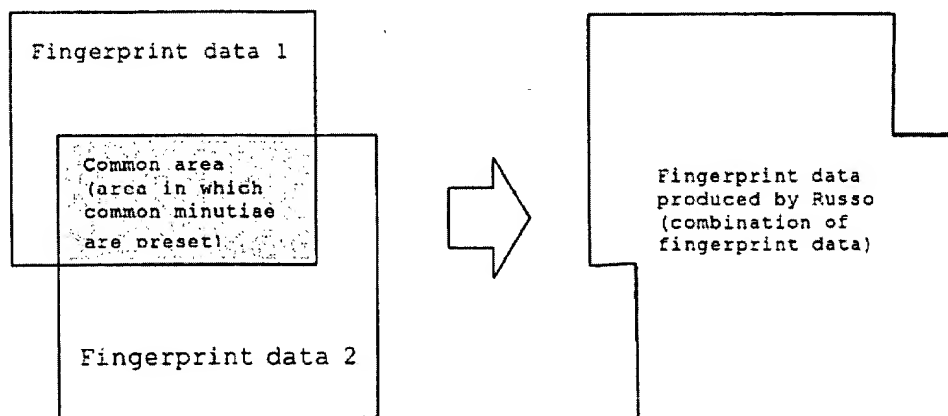 Fingerprint data 1
Common area
(area in which
common minutiae
are preset)
Fingerprint data 2
Fingerprint data
produced by Russo
(combination of
fingerprint data)